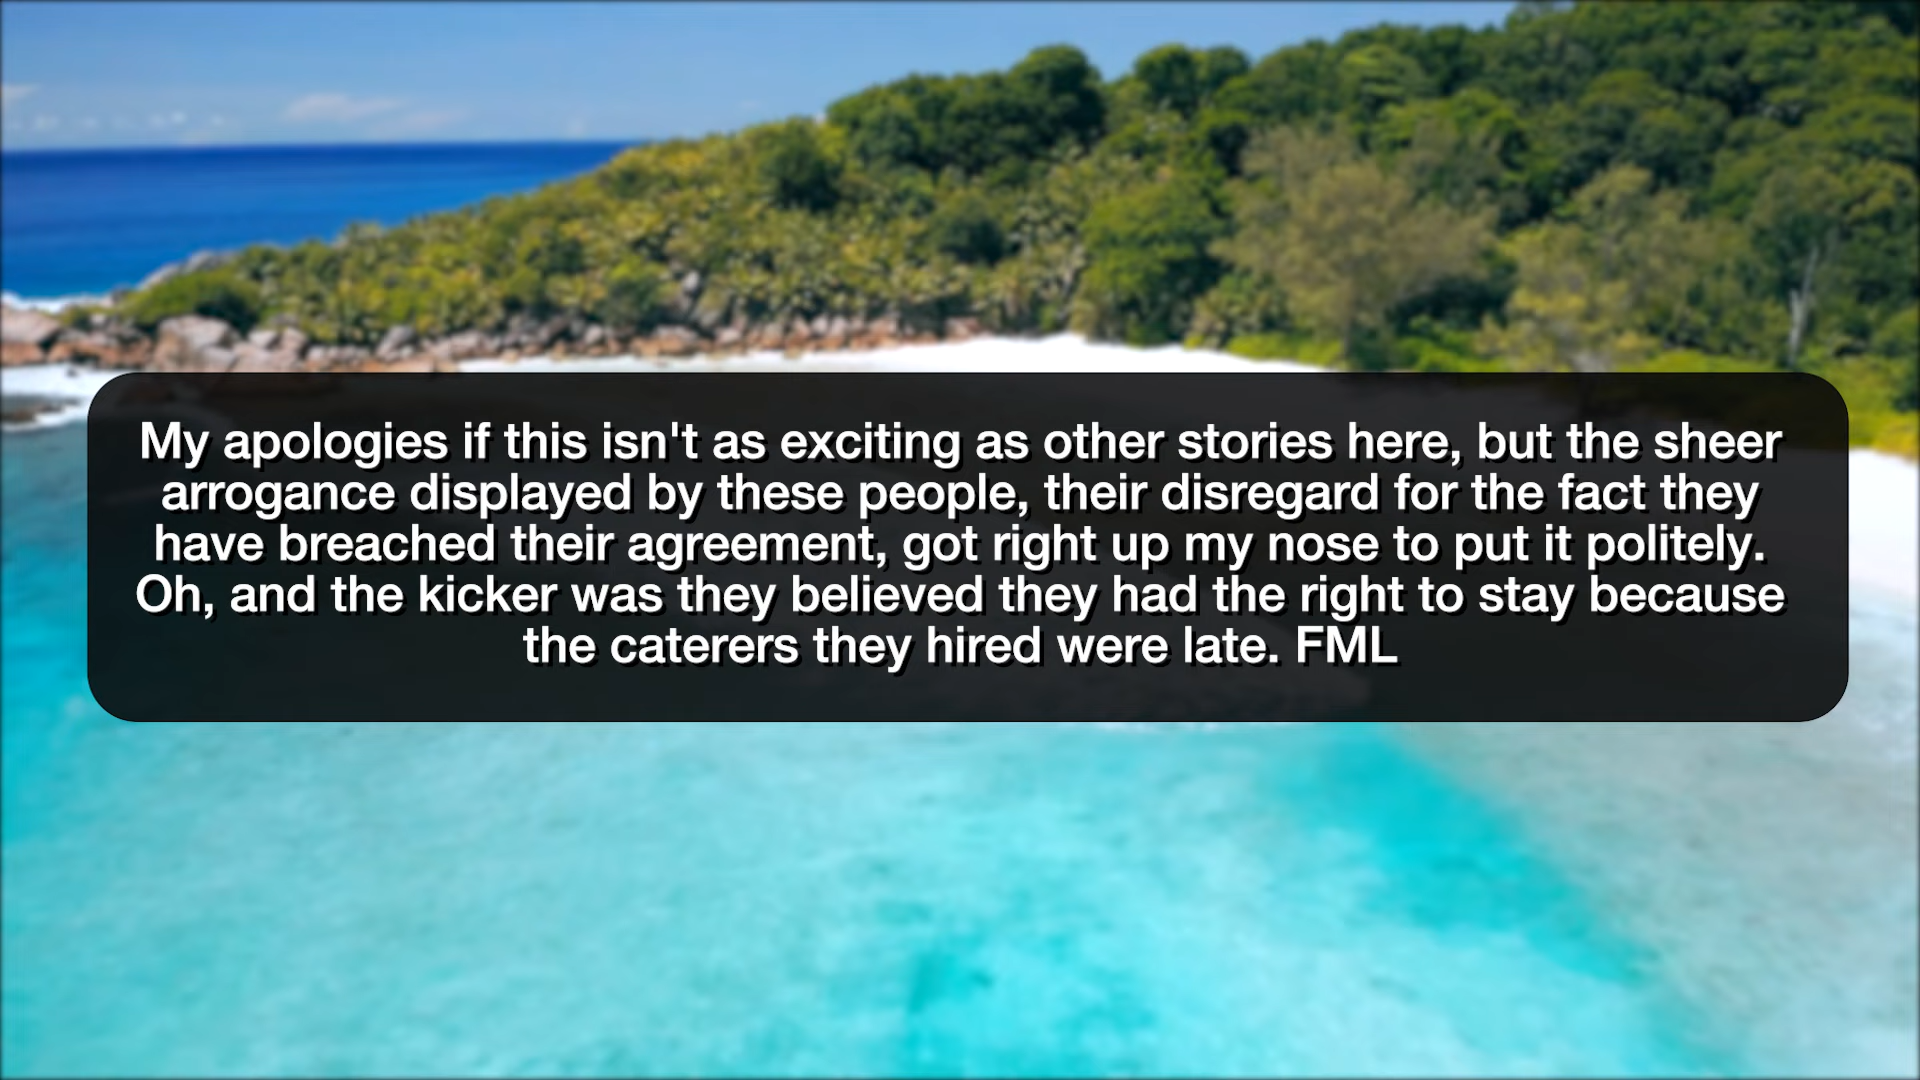 My apologies if this isn't as exciting as other stories here, but the sheer
arrogance displayed by these people, their disregard for the fact they
have breached their agreement, got right up my nose to put it politely.
Oh, and the kicker was they believed they had the right to stay because
the caterers they hired were late. FML